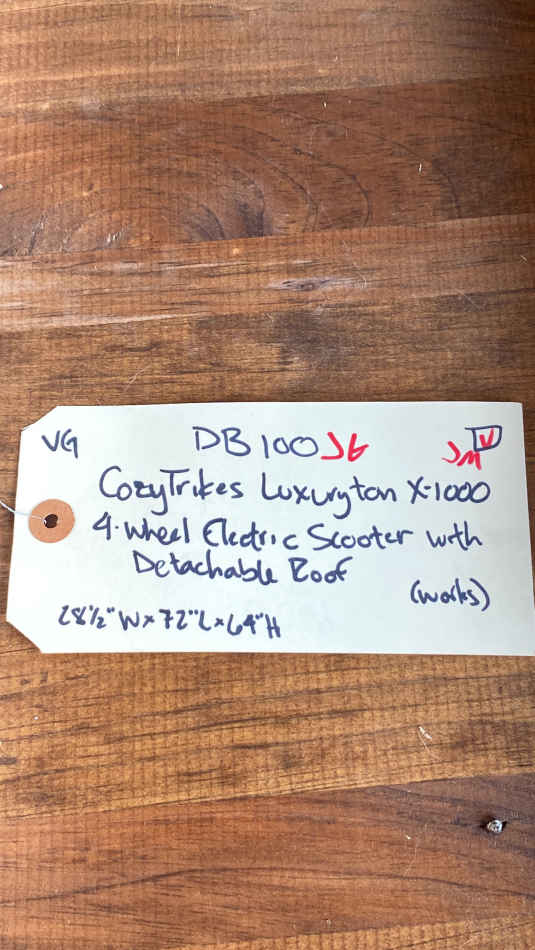 VG DB100 J6
JM
CozyTrikes Luxuryton X-1000
4-Wheel Electric Scooter with
Detachable Roof
(works)
28½"W x 72"L x 64"H